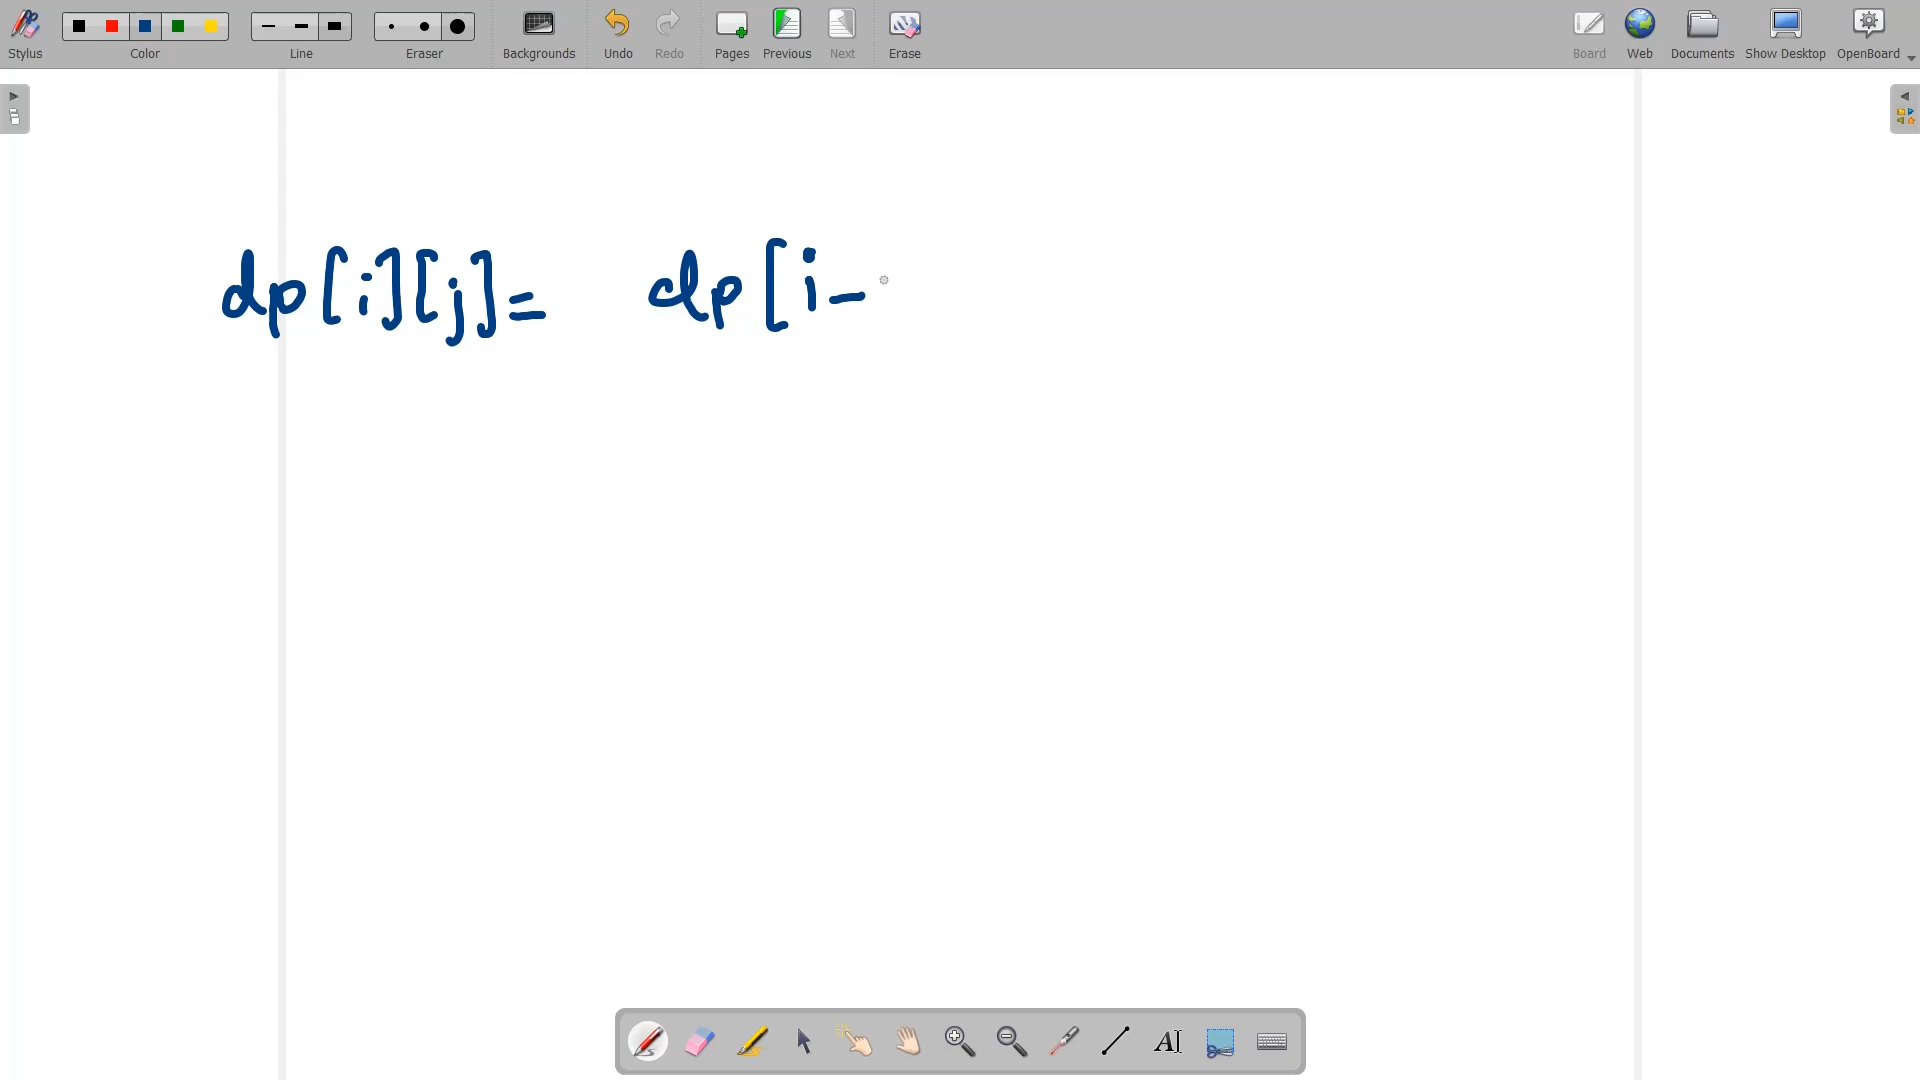 Stylus Color Line Eraser Backgrounds Undo Redo Pages Previous Next Erase Board Web Documents Show Desktop OpenBoard
dp[i][j]= dp[i-
AI